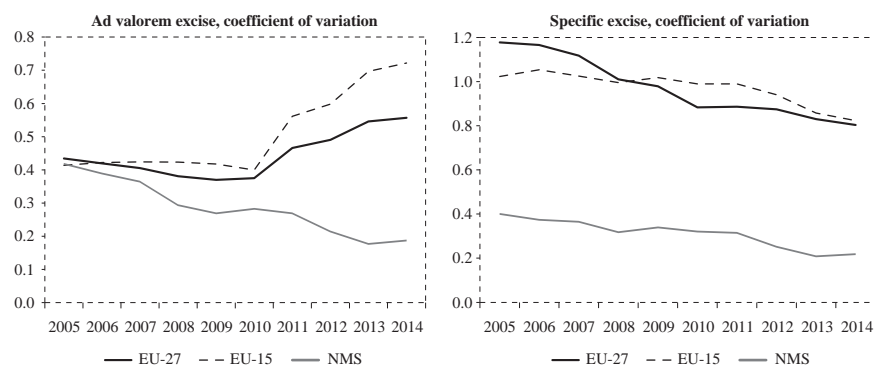 Ad valorem excise, coefficient of variation
0.8
0.7
0.6
0.5
0.4
0.3
0.2
0.1
0.0
2005 2006 2007 2008 2009 2010 2011 2012 2013 2014
EU-27 EU-15 NMS
Specific excise, coefficient of variation
1.2
1.0
0.8
0.6
0.4
0.2
0.0
2005 2006 2007 2008 2009 2010 2011 2012 2013 2014
EU-27 EU-15 NMS